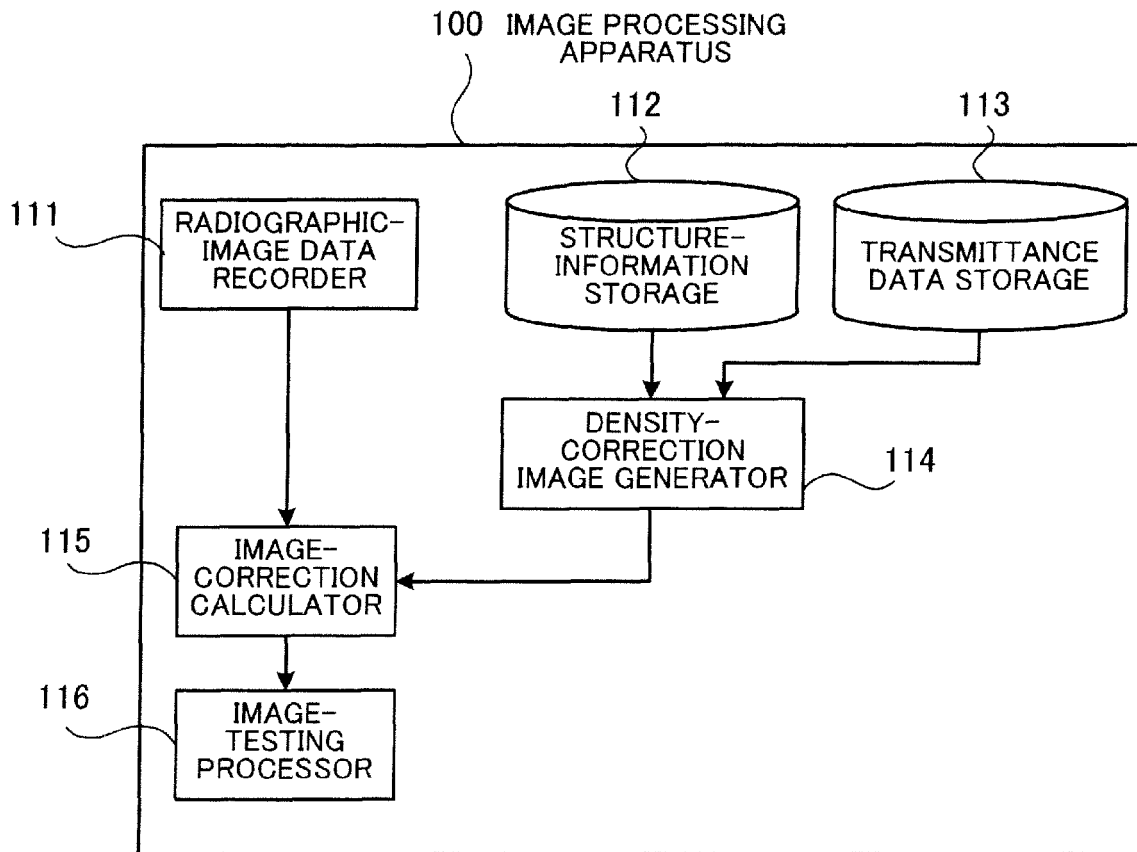 100 IMAGE PROCESSING
APPARATUS
112
113
111
RADIOGRAPHIC-
IMAGE DATA
RECORDER
STRUCTURE-
INFORMATION
STORAGE
TRANSMITTANCE
DATA STORAGE
DENSITY-
CORRECTION
IMAGE GENERATOR
114
115
IMAGE-
CORRECTION
CALCULATOR
116
IMAGE-
TESTING
PROCESSOR